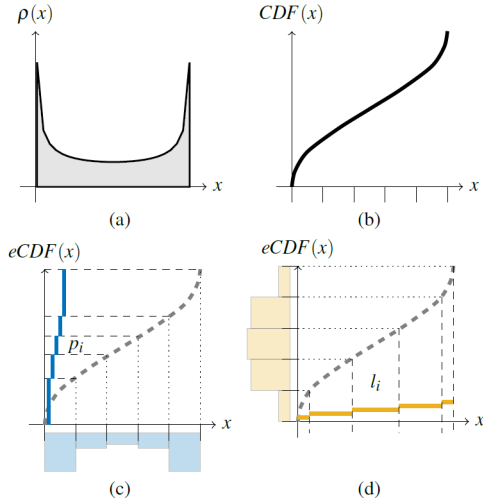 ρ(x)
CDF(x)
x
x
(a)
(b)
eCDF(x)
eCDF(x)
p_i
l_i
x
x
(c)
(d)